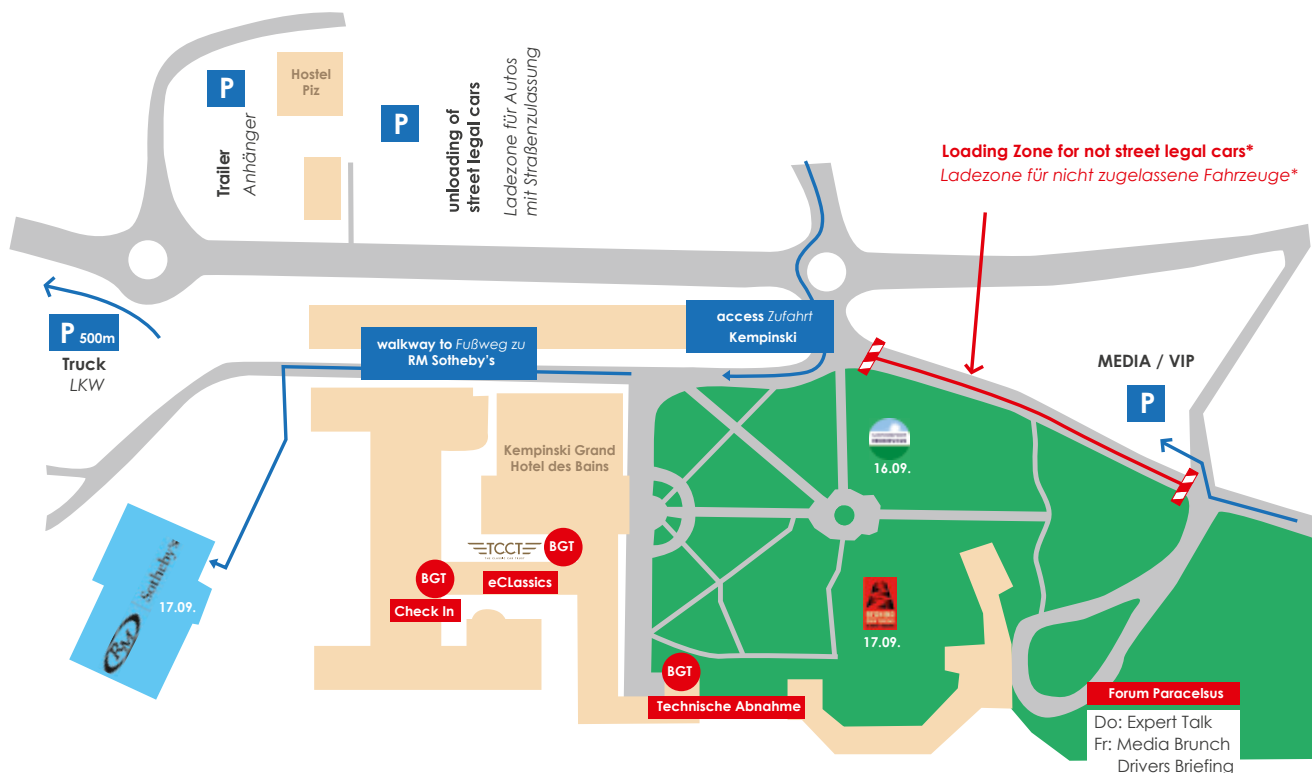 P
Hostel
Piz
Trailer
Anhänger
P
unloading of
street legal cars
Ladezone für Autos
mit Straßenzulassung
Loading Zone for not street legal cars*
Ladezone für nicht zugelassene Fahrzeuge*
P 500m
Truck
LKW
walkway to Fußweg zu
RM Sotheby's
access Zufahrt
Kempinski
MEDIA / VIP
P
16.09.
Kempinski Grand
Hotel des Bains
TCCT
BGT
eCLassics
BGT
Check In
RM
Sotheby's
17.09.
17.09.
BGT
Technische Abnahme
Forum Paracelsus
Do: Expert Talk
Fr: Media Brunch
Drivers Briefing